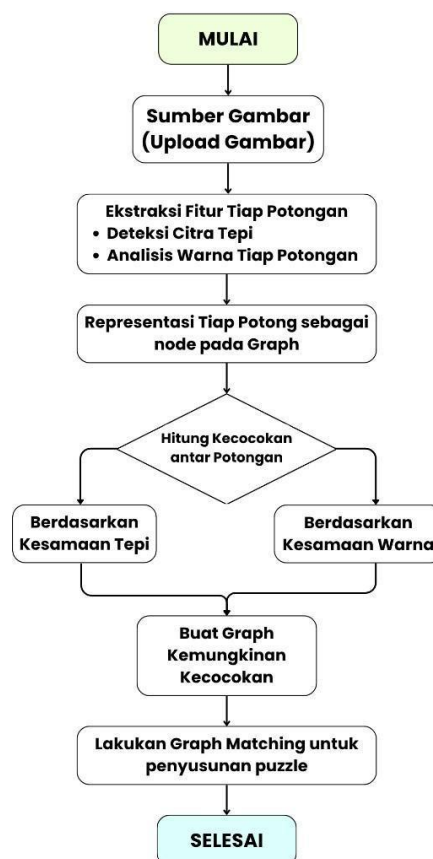 MULAI
Sumber Gambar
(Upload Gambar)
Ekstraksi Fitur Tiap Potongan
• Deteksi Citra Tepi
• Analisis Warna Tiap Potongan
Representasi Tiap Potong sebagai
node pada Graph
Hitung Kecocokan
antar Potongan
Berdasarkan
Kesamaan Tepi
Berdasarkan
Kesamaan Warna
Buat Graph
Kemungkinan
Kecocokan
Lakukan Graph Matching untuk
penyusunan puzzle
SELESAI